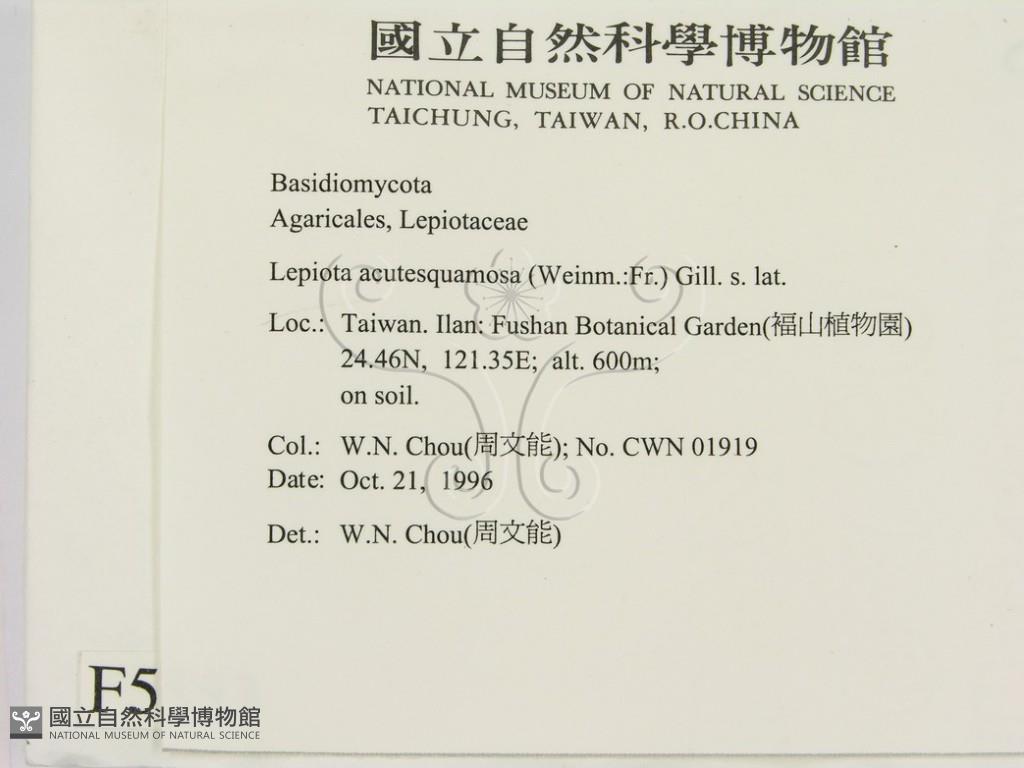 國立自然科學博物館
NATIONAL MUSEUM OF NATURAL SCIENCE
TAICHUNG, TAIWAN, R.O.CHINA
Basidiomycota
Agaricales, Lepiotaceae
Lepiota acutesquamosa (Weinm.:Fr.) Gill. s. lat.
Loc.: Taiwan. Ilan: Fushan Botanical Garden(福山植物園)
24.46N, 121.35E; alt. 600m;
on soil.
Col.: W.N. Chou(周文能); No. CWN 01919
Date: Oct. 21, 1996
Det.: W.N. Chou(周文能)
F5
國立自然科學博物館
NATIONAL MUSEUM OF NATURAL SCIENCE